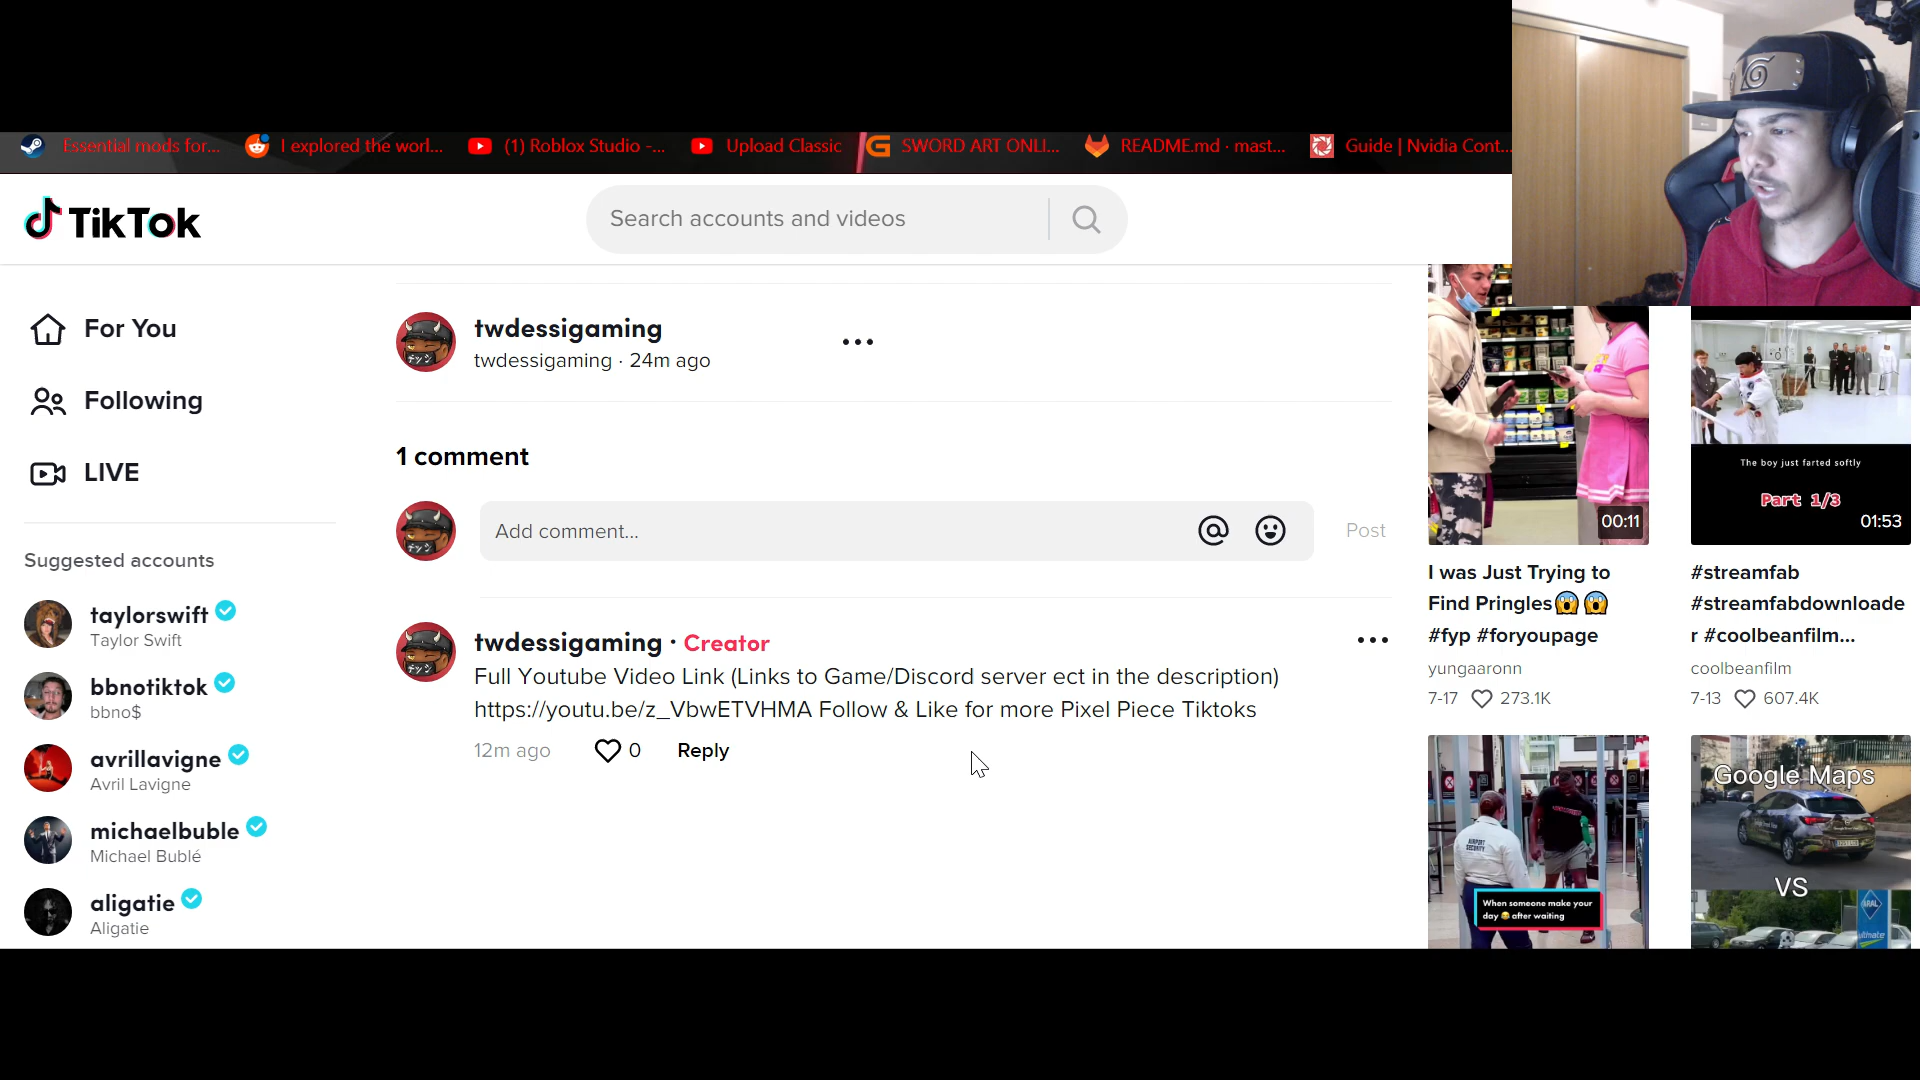 Essential mods for...
I explored the worl...
(1) Roblox Studio -...
Upload Classic
SWORD ART ONLI...
README.md · mast...
Guide | Nvidia Cont...
TikTok
Search accounts and videos
For You
Following
LIVE
Suggested accounts
taylorswift
Taylor Swift
bbnotiktok
bbno$
avrillavigne
Avril Lavigne
michaelbuble
Michael Bublé
aligatie
Aligatie
twdessigaming
twdessigaming · 24m ago
1 comment
Add comment...
Post
twdessigaming · Creator
Full Youtube Video Link (Links to Game/Discord server ect in the description)
https://youtu.be/z_VbwETVHMA Follow & Like for more Pixel Piece Tiktoks
12m ago
0
Reply
00:11
I was Just Trying to
Find Pringles😱😱
#fyp #foryoupage
yungaaronn
7-17 273.1K
The boy just farted softly
Part 1/3
01:53
#streamfab
#streamfabdownloade
r #coolbeanfilm...
coolbeanfilm
7-13 607.4K
AIRPORT
SECURITY
When someone make your
day 😂 after waiting
Google Maps
VS
ARAL
ultimate